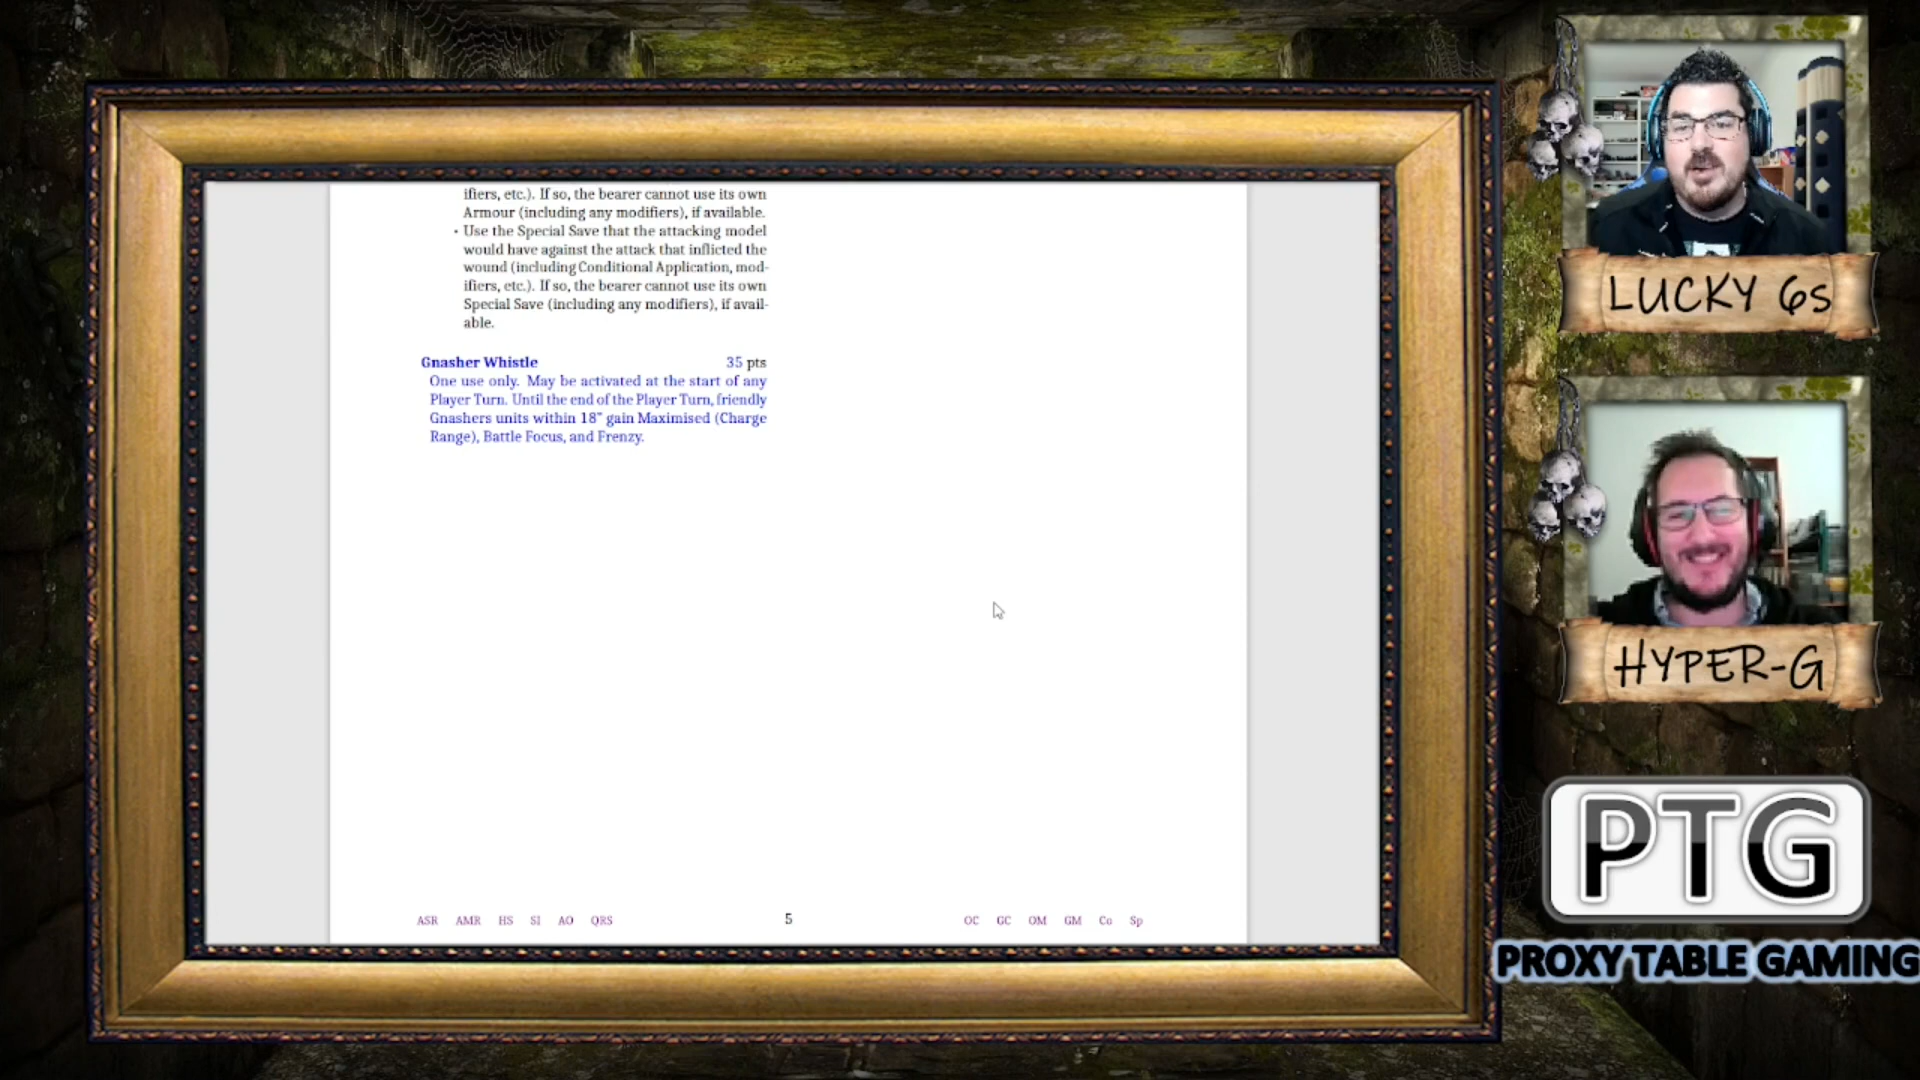 ifiers, etc.). If so, the bearer cannot use its own
Armour (including any modifiers), if available.
• Use the Special Save that the attacking model
would have against the attack that inflicted the
wound (including Conditional Application, mod-
ifiers, etc.). If so, the bearer cannot use its own
Special Save (including any modifiers), if avail-
able.
Gnasher Whistle 35 pts
One use only. May be activated at the start of any
Player Turn. Until the end of the Player Turn, friendly
Gnashers units within 18" gain Maximised (Charge
Range), Battle Focus, and Frenzy.
ASR AMR HS SI AO QRS 5 OC GC OM GM Co Sp
LUCKY 6s
HYPER-G
PTG
PROXY TABLE GAMING